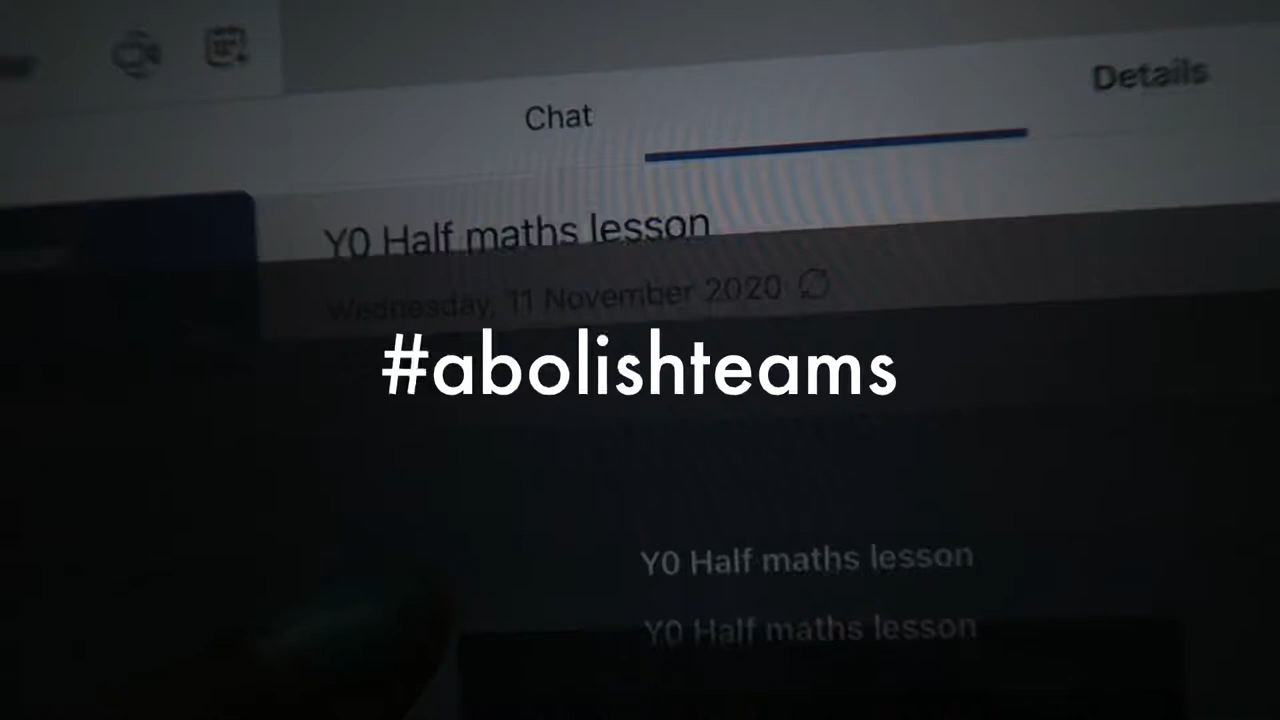 Chat
Details
Y0 Half maths lesson
Wednesday, 11 November 2020
#abolishteams
Y0 Half maths lesson
Y0 Half maths lesson